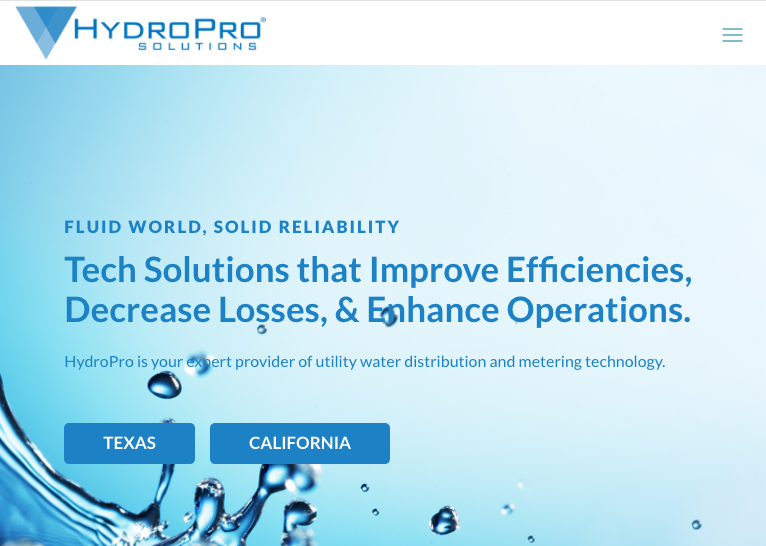 HYDROPRO®
SOLUTIONS
FLUID WORLD, SOLID RELIABILITY
Tech Solutions that Improve Efficiencies,
Decrease Losses, & Enhance Operations.
HydroPro is your expert provider of utility water distribution and metering technology.
TEXAS
CALIFORNIA